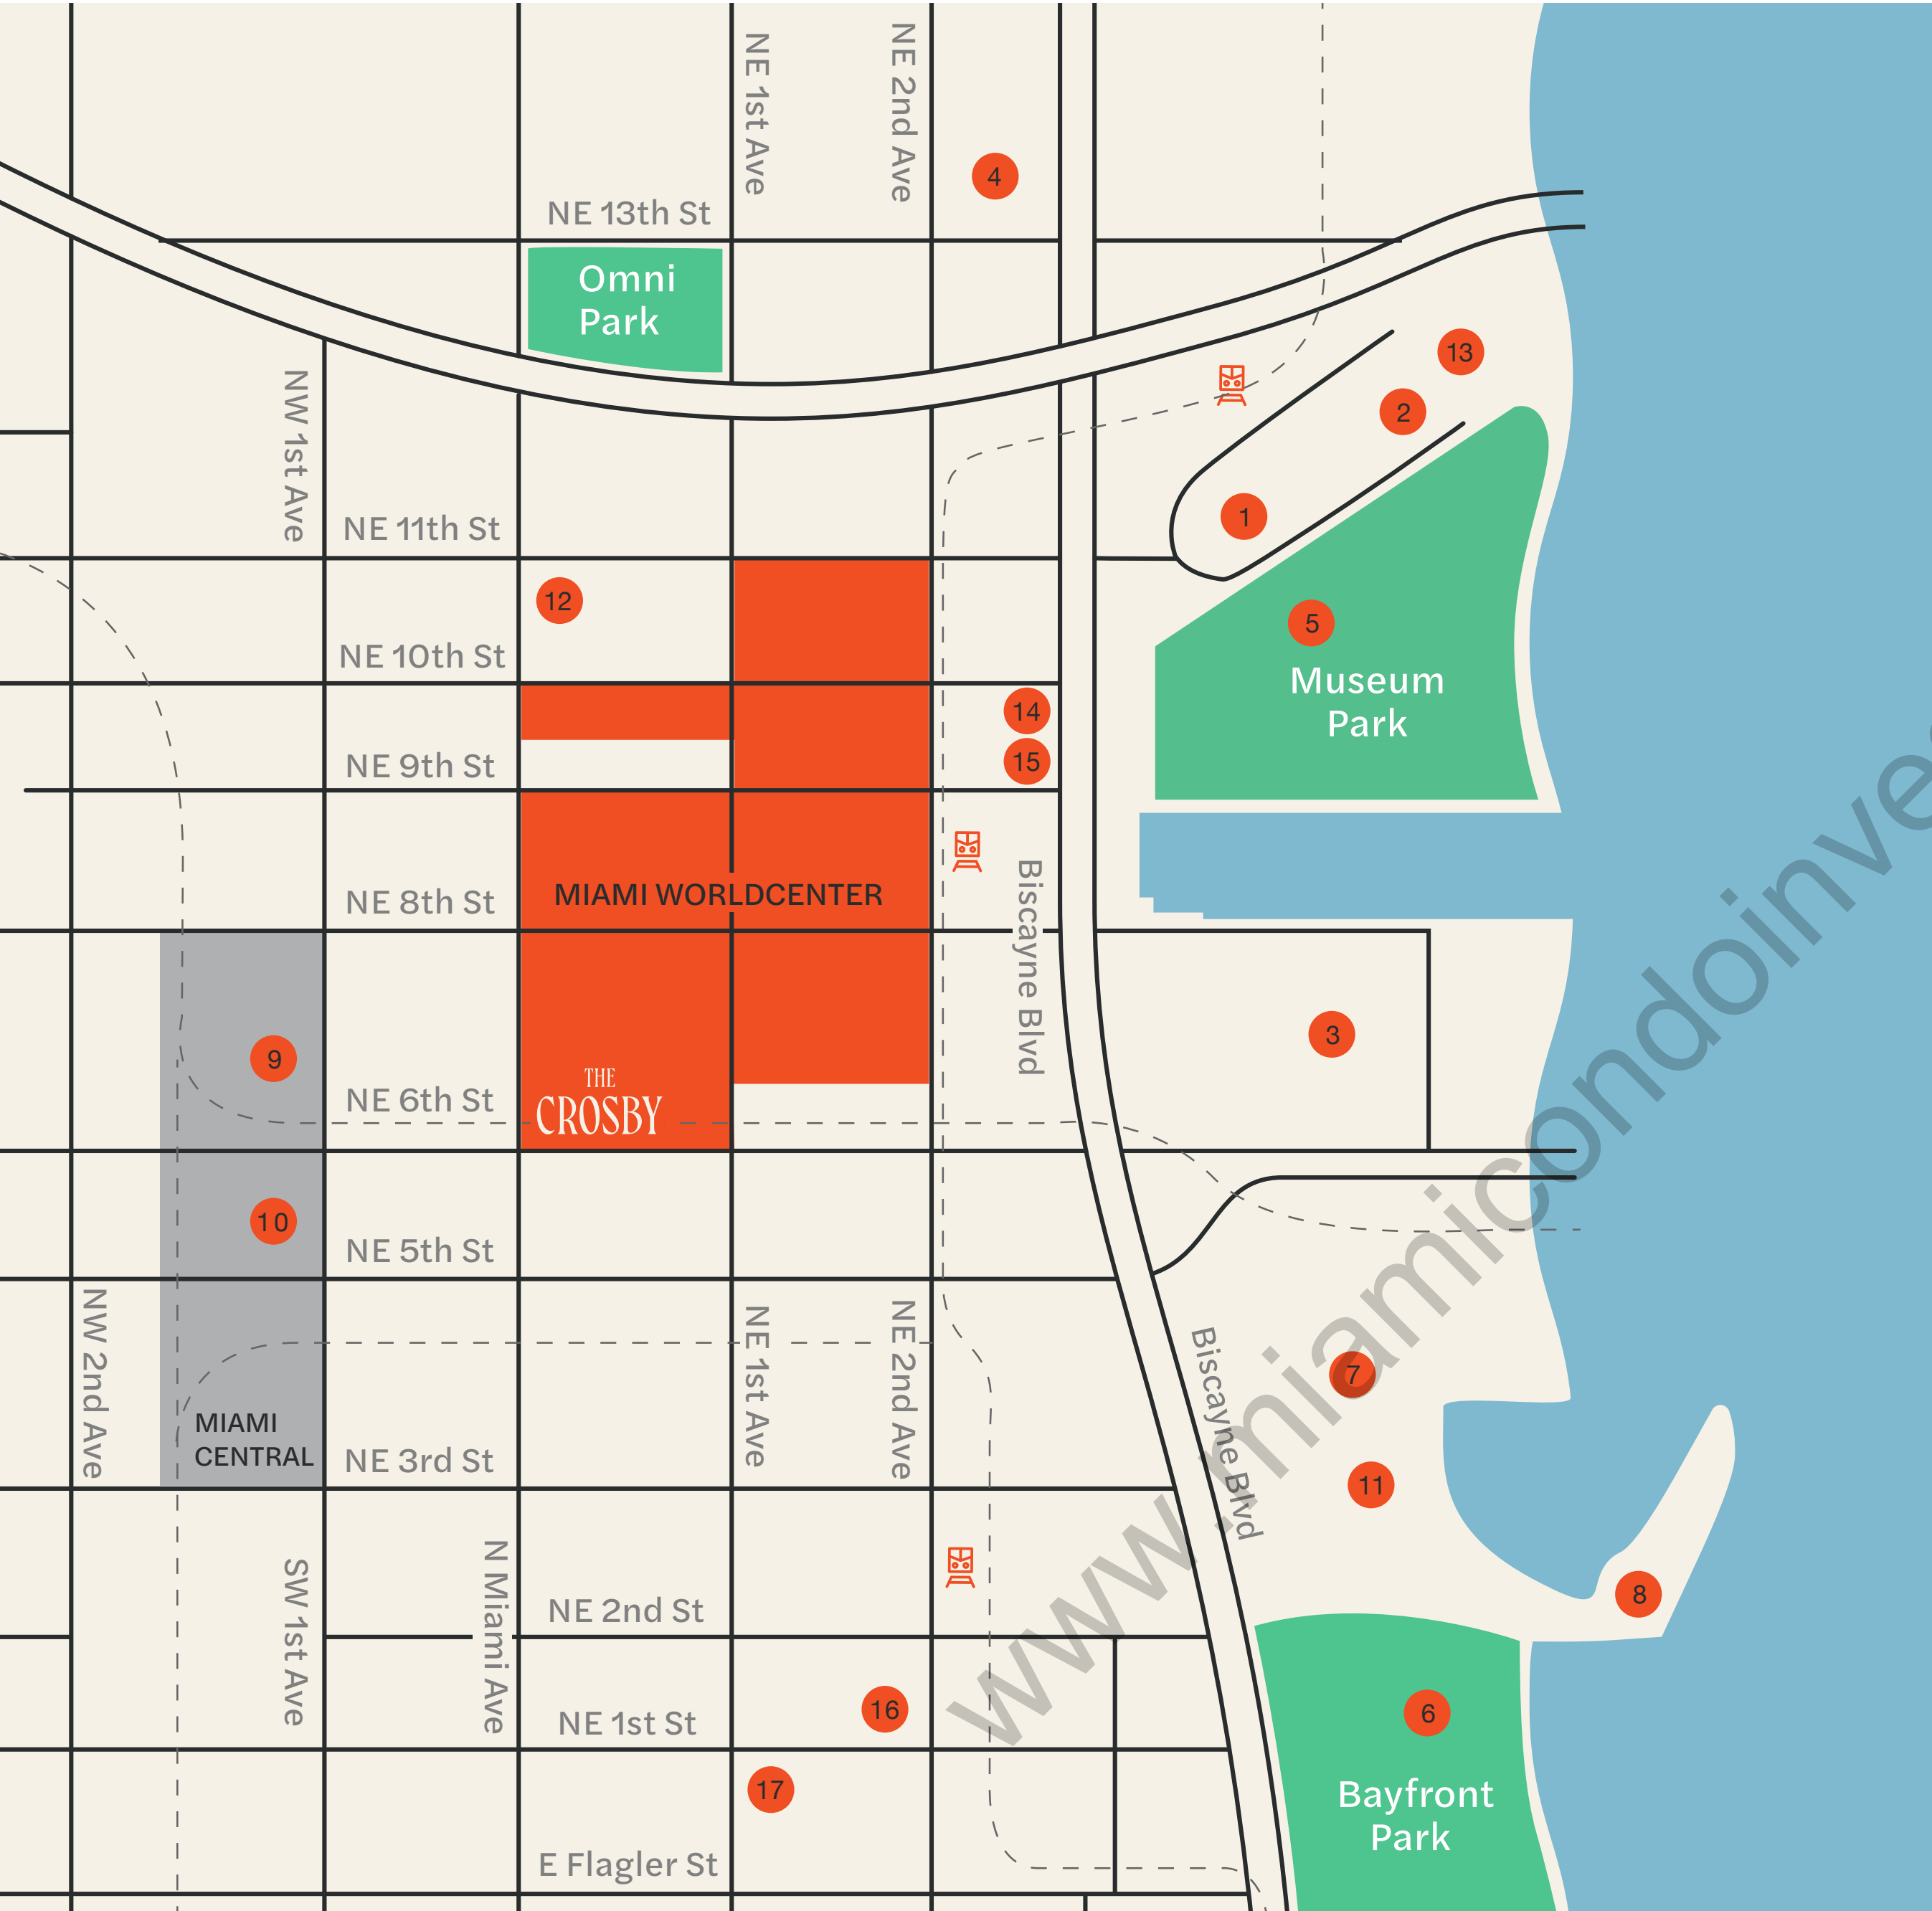 NE 1st Ave
NE 2nd Ave
4
NE 13th St
Omni
Park
13
2
NW 1st Ave
1
NE 11th St
12
5
NE 10th St
Museum
Park
14
NE 9th St
15
Biscayne Blvd
MIAMI WORLDCENTER
NE 8th St
3
9
THE
CROSBY
NE 6th St
10
NE 5th St
NW 2nd Ave
NE 1st Ave
NE 2nd Ave
Biscayne Blvd
7
MIAMI
CENTRAL
NE 3rd St
11
SW 1st Ave
N Miami Ave
NE 2nd St
8
16
6
NE 1st St
17
Bayfront
Park
E Flagler St
www.miamicondoinve